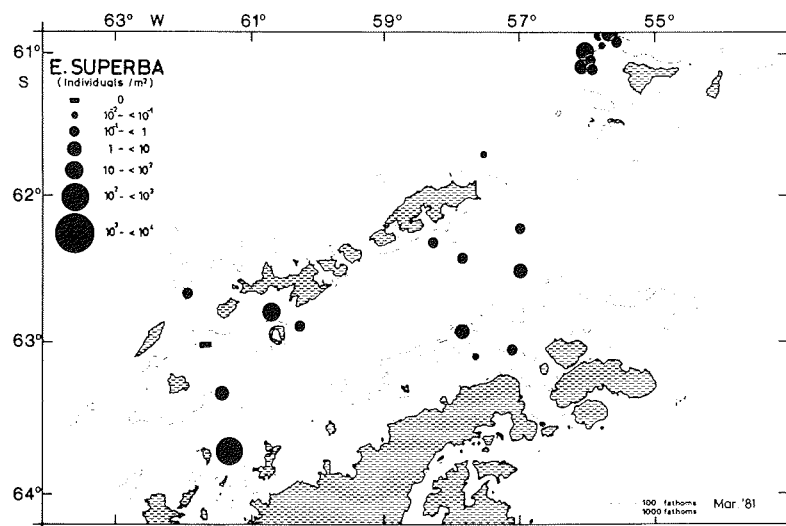 63° W 61° 59° 57° 55°
61°
S
E. SUPERBA
(Individuals /m²)
0
10⁻² - <10⁻¹
10⁻¹ - < 1
1 - < 10
10 - < 10²
10² - < 10³
10³ - < 10⁴
62°
63°
64°
100 fathoms
1000 fathoms
Mar. '81